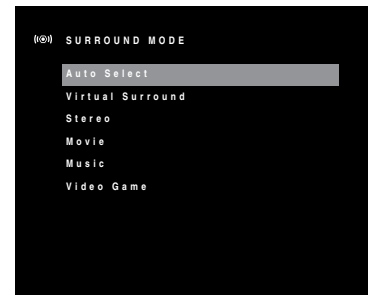 SURROUND MODE
Auto Select
Virtual Surround
Stereo
Movie
Music
Video Game